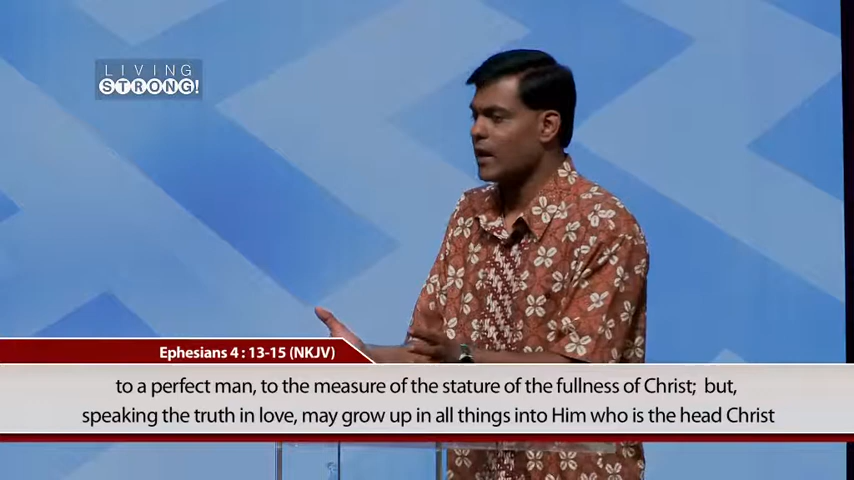 LIVING
STRONG!
Ephesians 4 : 13-15 (NKJV)
to a perfect man, to the measure of the stature of the fullness of Christ; but,
speaking the truth in love, may grow up in all things into Him who is the head Christ